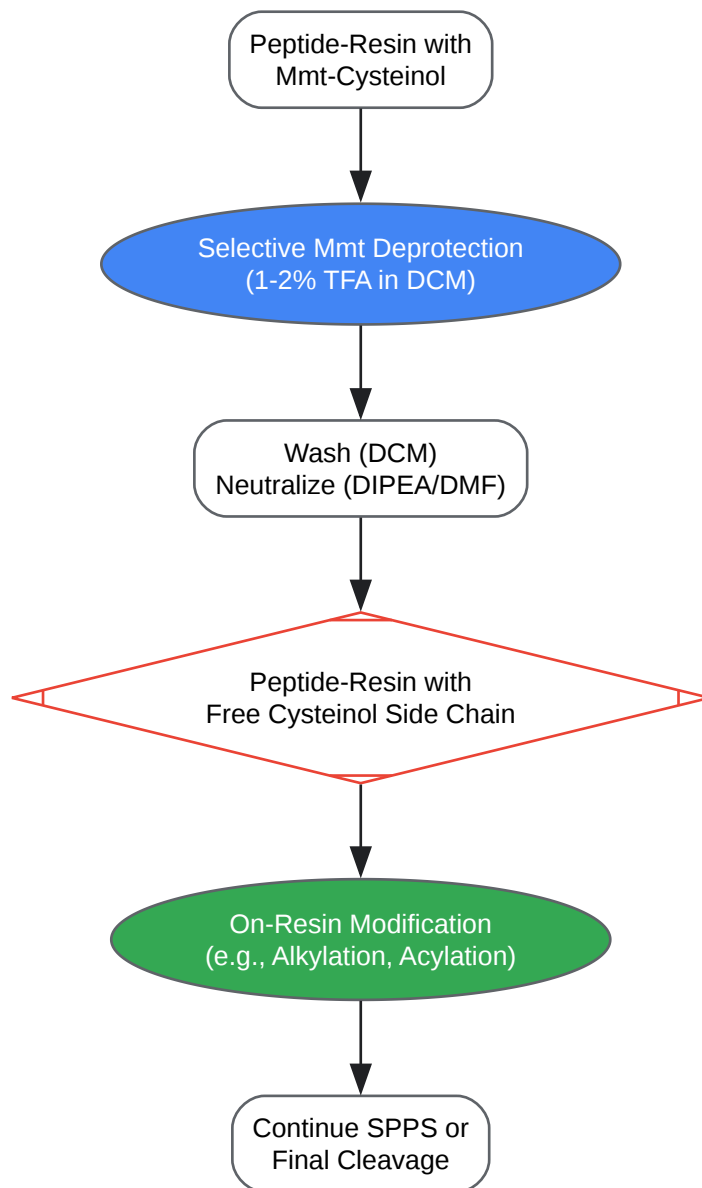 Peptide-Resin with
Mmt-Cysteinol
Selective Mmt Deprotection
(1-2% TFA in DCM)
Wash (DCM)
Neutralize (DIPEA/DMF)
Peptide-Resin with
Free Cysteinol Side Chain
On-Resin Modification
(e.g., Alkylation, Acylation)
Continue SPPS or
Final Cleavage